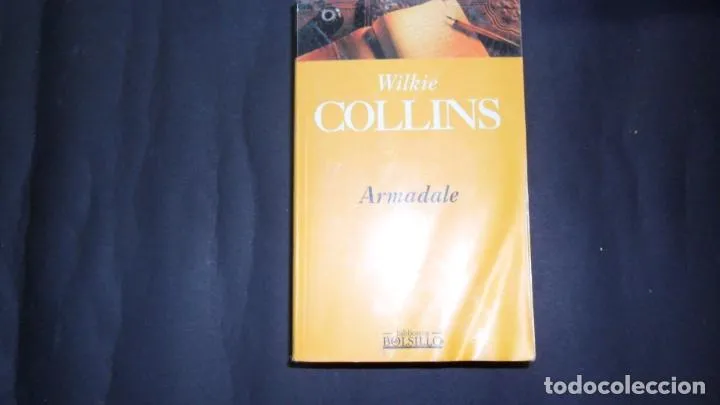 Wilkie
COLLINS
Armadale
biblioteca
BOLSILLO
todocoleccion